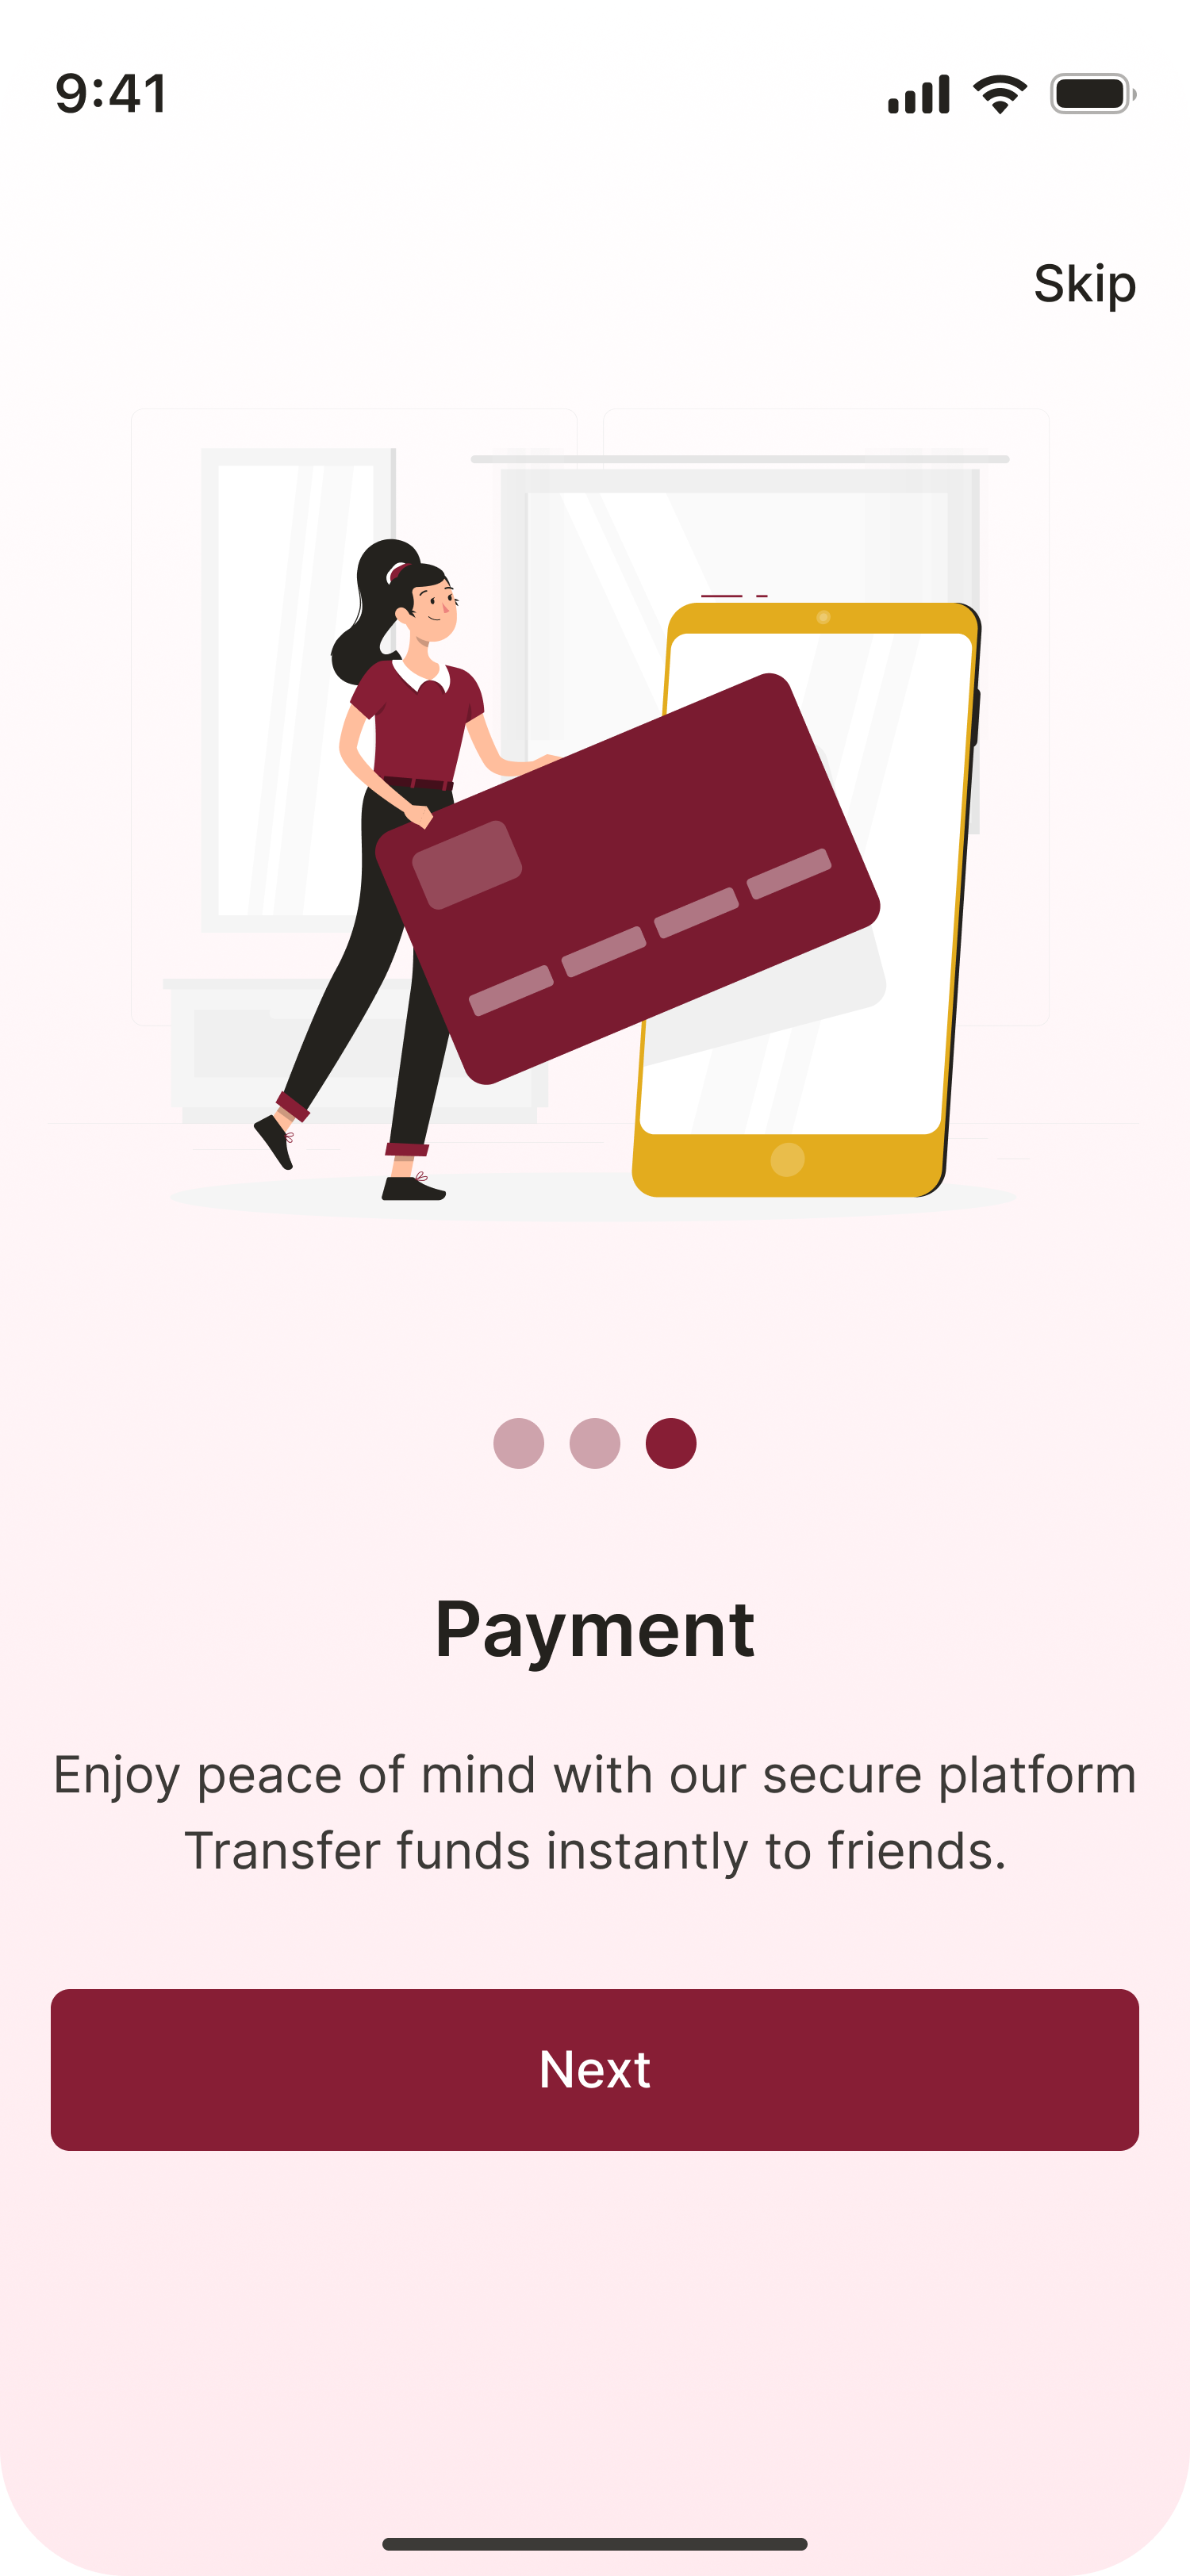 9:41
Skip
Payment
Enjoy peace of mind with our secure platform
Transfer funds instantly to friends.
Next